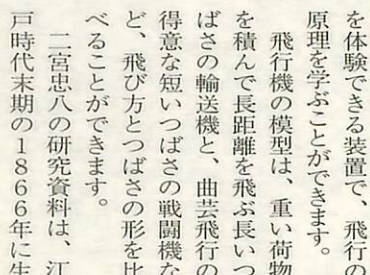 を体験できる装置で、飛行の
原理を学ぶことができます。
飛行機の模型は、重い荷物
を積んで長距離を飛ぶ長いつ
ばさの輸送機と、曲芸飛行の
得意な短いつばさの戦闘機な
ど、飛び方とつばさの形を比
べることができます。
二宮忠八の研究資料は、江
戸時代末期の1866年に生